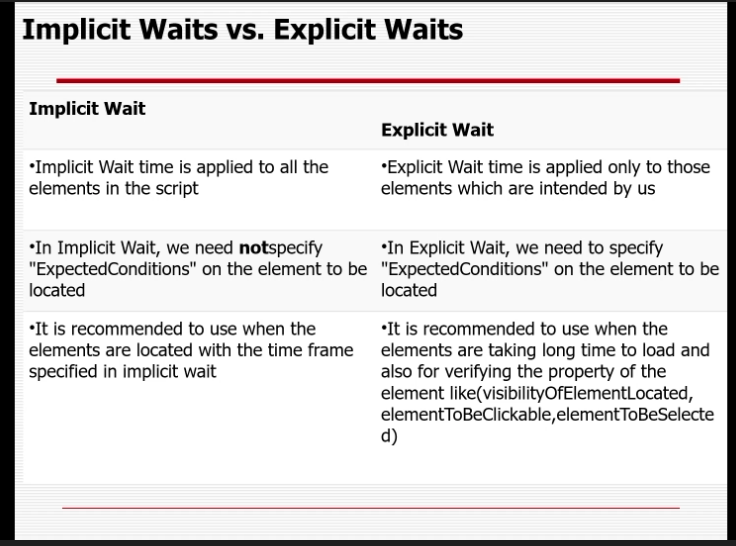 Implicit Waits vs. Explicit Waits
Implicit Wait
Explicit Wait
•Implicit Wait time is applied to all the
elements in the script
•Explicit Wait time is applied only to those
elements which are intended by us
•In Implicit Wait, we need notspecify
"ExpectedConditions" on the element to be
located
•In Explicit Wait, we need to specify
"ExpectedConditions" on the element to be
located
•It is recommended to use when the
elements are located with the time frame
specified in implicit wait
•It is recommended to use when the
elements are taking long time to load and
also for verifying the property of the
element like(visibilityOfElementLocated,
elementToBeClickable,elementToBeSelecte
d)